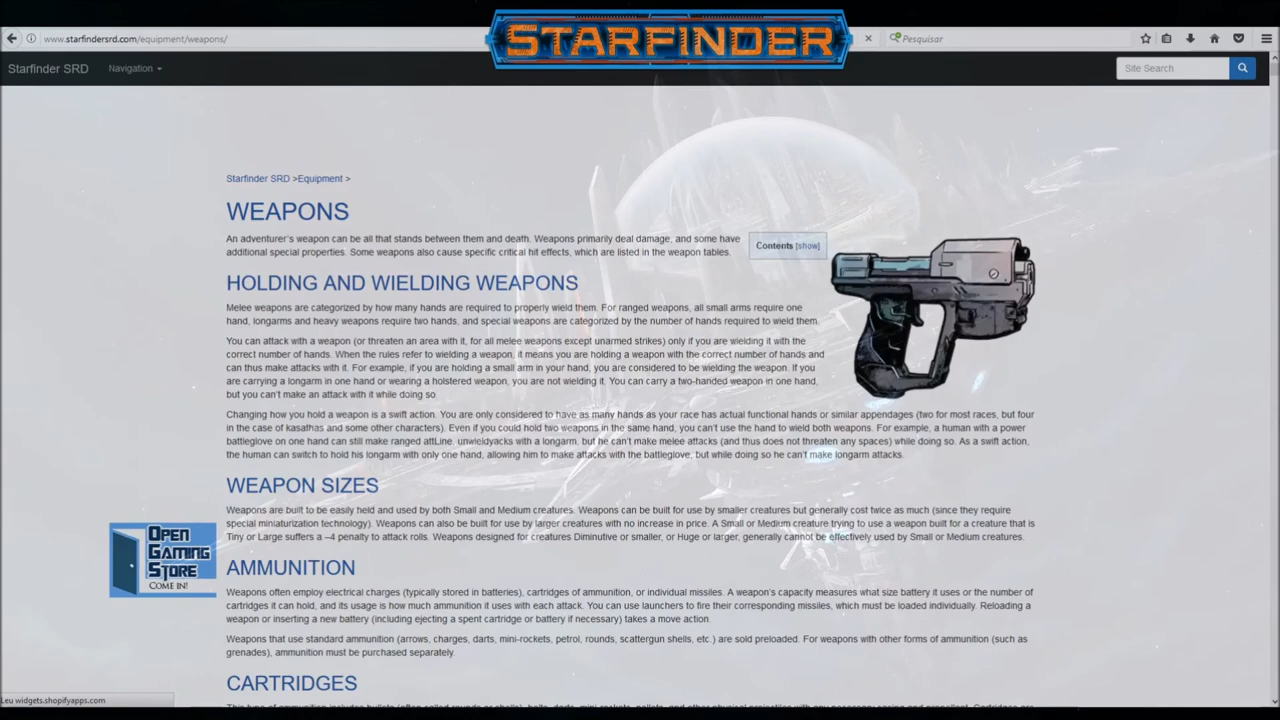 STARFINDER
www.starfindersrd.com/equipment/weapons/
Pesquisar
Starfinder SRD
Navigation
Site Search
Starfinder SRD >Equipment >
WEAPONS
An adventurer's weapon can be all that stands between them and death. Weapons primarily deal damage, and some have
additional special properties. Some weapons also cause specific critical hit effects, which are listed in the weapon tables.
Contents [show]
HOLDING AND WIELDING WEAPONS
Melee weapons are categorized by how many hands are required to properly wield them. For ranged weapons, all small arms require one
hand, longarms and heavy weapons require two hands, and special weapons are categorized by the number of hands required to wield them.
You can attack with a weapon (or threaten an area with it, for all melee weapons except unarmed strikes) only if you are wielding it with the
correct number of hands. When the rules refer to wielding a weapon, it means you are holding a weapon with the correct number of hands and
can thus make attacks with it. For example, if you are holding a small arm in your hand, you are considered to be wielding the weapon. If you
are carrying a longarm in one hand or wearing a holstered weapon, you are not wielding it. You can carry a two-handed weapon in one hand,
but you can't make an attack with it while doing so.
Changing how you hold a weapon is a swift action. You are only considered to have as many hands as your race has actual functional hands or similar appendages (two for most races, but four
in the case of kasathas and some other characters). Even if you could hold two weapons in the same hand, you can't use the hand to wield both weapons. For example, a human with a power
battleglove on one hand can still make ranged attLine. unwieldyacks with a longarm, but he can't make melee attacks (and thus does not threaten any spaces) while doing so. As a swift action,
the human can switch to hold his longarm with only one hand, allowing him to make attacks with the battleglove, but while doing so he can't make longarm attacks.
WEAPON SIZES
Weapons are built to be easily held and used by both Small and Medium creatures. Weapons can be built for use by smaller creatures but generally cost twice as much (since they require
special miniaturization technology). Weapons can also be built for use by larger creatures with no increase in price. A Small or Medium creature trying to use a weapon built for a creature that is
Tiny or Large suffers a –4 penalty to attack rolls. Weapons designed for creatures Diminutive or smaller, or Huge or larger, generally cannot be effectively used by Small or Medium creatures.
OPEN
GAMING
STORE
COME IN!
AMMUNITION
Weapons often employ electrical charges (typically stored in batteries), cartridges of ammunition, or individual missiles. A weapon's capacity measures what size battery it uses or the number of
cartridges it can hold, and its usage is how much ammunition it uses with each attack. You can use launchers to fire their corresponding missiles, which must be loaded individually. Reloading a
weapon or inserting a new battery (including ejecting a spent cartridge or battery if necessary) takes a move action.
Weapons that use standard ammunition (arrows, charges, darts, mini-rockets, petrol, rounds, scattergun shells, etc.) are sold preloaded. For weapons with other forms of ammunition (such as
grenades), ammunition must be purchased separately.
CARTRIDGES
Leu widgets.shopifyapps.com